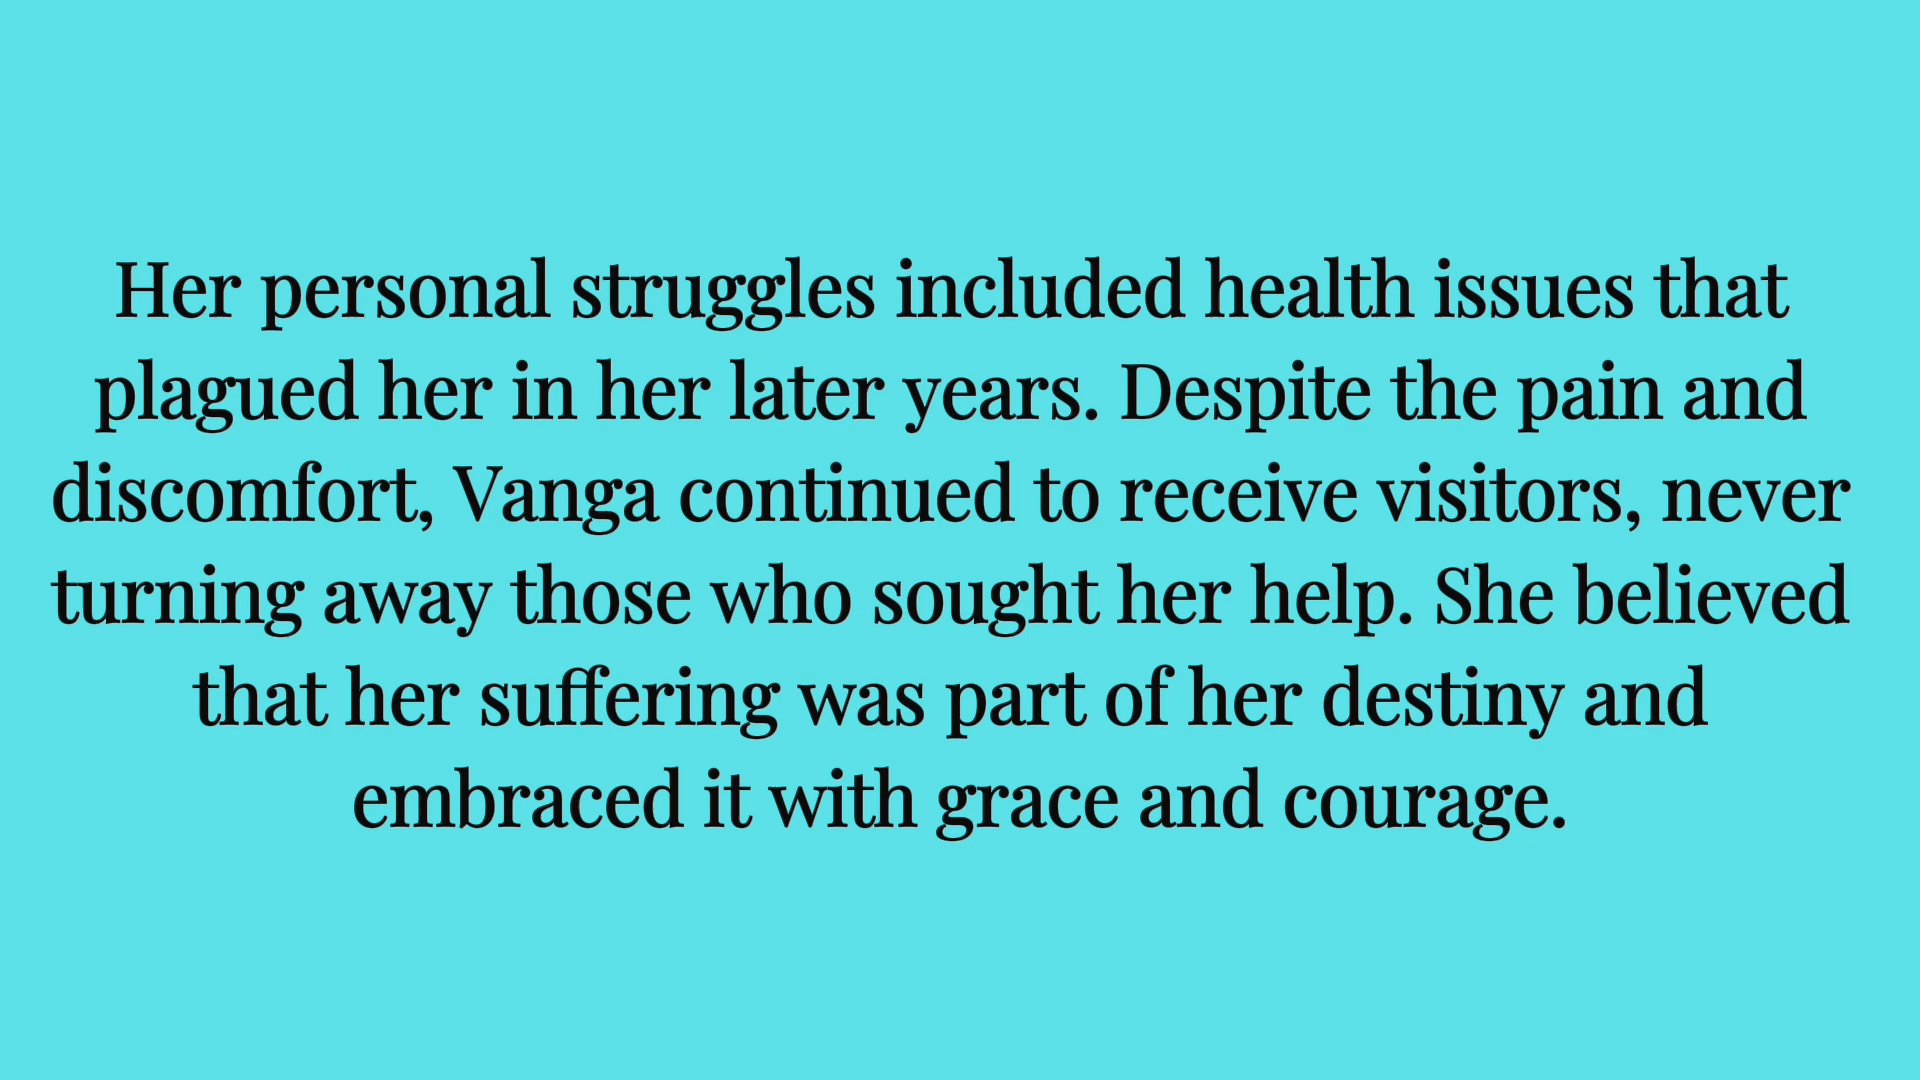 Her personal struggles included health issues that
plagued her in her later years. Despite the pain and
discomfort, Vanga continued to receive visitors, never
turning away those who sought her help. She believed
that her suffering was part of her destiny and
embraced it with grace and courage.